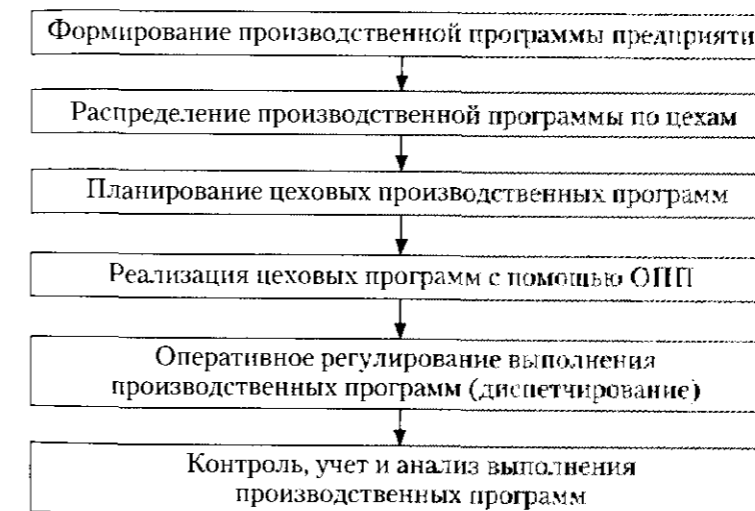 Формирование производственной программы предприяти
Распределение производственной программы по цехам
Планирование цеховых производственных программ
Реализация цеховых программ с помощью ОПП
Оперативное регулирование выполнения
производственных программ (диспетчирование)
Контроль, учет и анализ выполнения
производственных программ